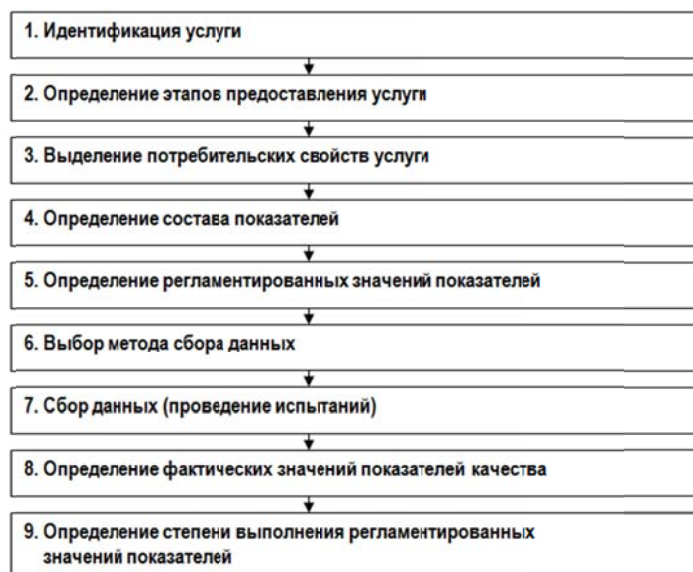 1. Идентификация услуги
2. Определение этапов предоставления услуги
3. Выделение потребительских свойств услуги
4. Определение состава показателей
5. Определение регламентированных значений показателей
6. Выбор метода сбора данных
7. Сбор данных (проведение испытаний)
8. Определение фактических значений показателей качества
9. Определение степени выполнения регламентированных
значений показателей